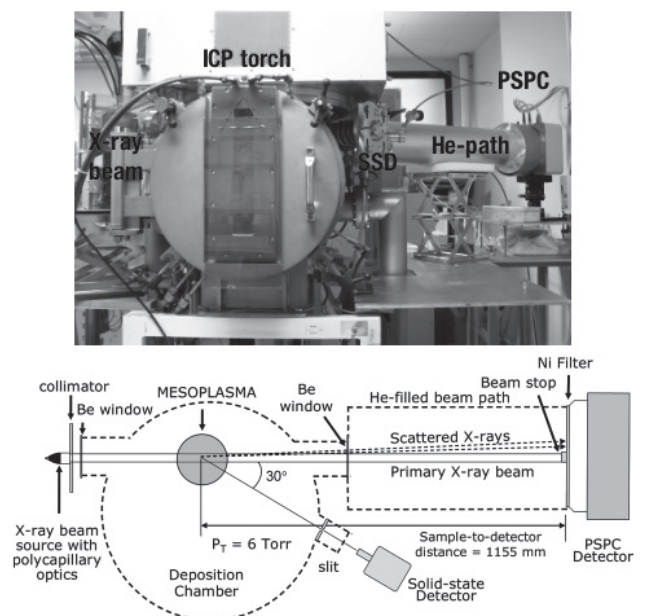 ICP torch
PSPC
X-ray
beam
He-path
SSD
Ni Filter
Beam stop
collimator
MESOPLASMA
Be
window
He-filled beam path
Be window
Scattered X-rays
Primary X-ray beam
30°
X-ray beam
source with
polycapillary
optics
P_T = 6 Torr
Sample-to-detector
distance = 1155 mm
PSPC
Detector
slit
Deposition
Chamber
Solid-state
Detector